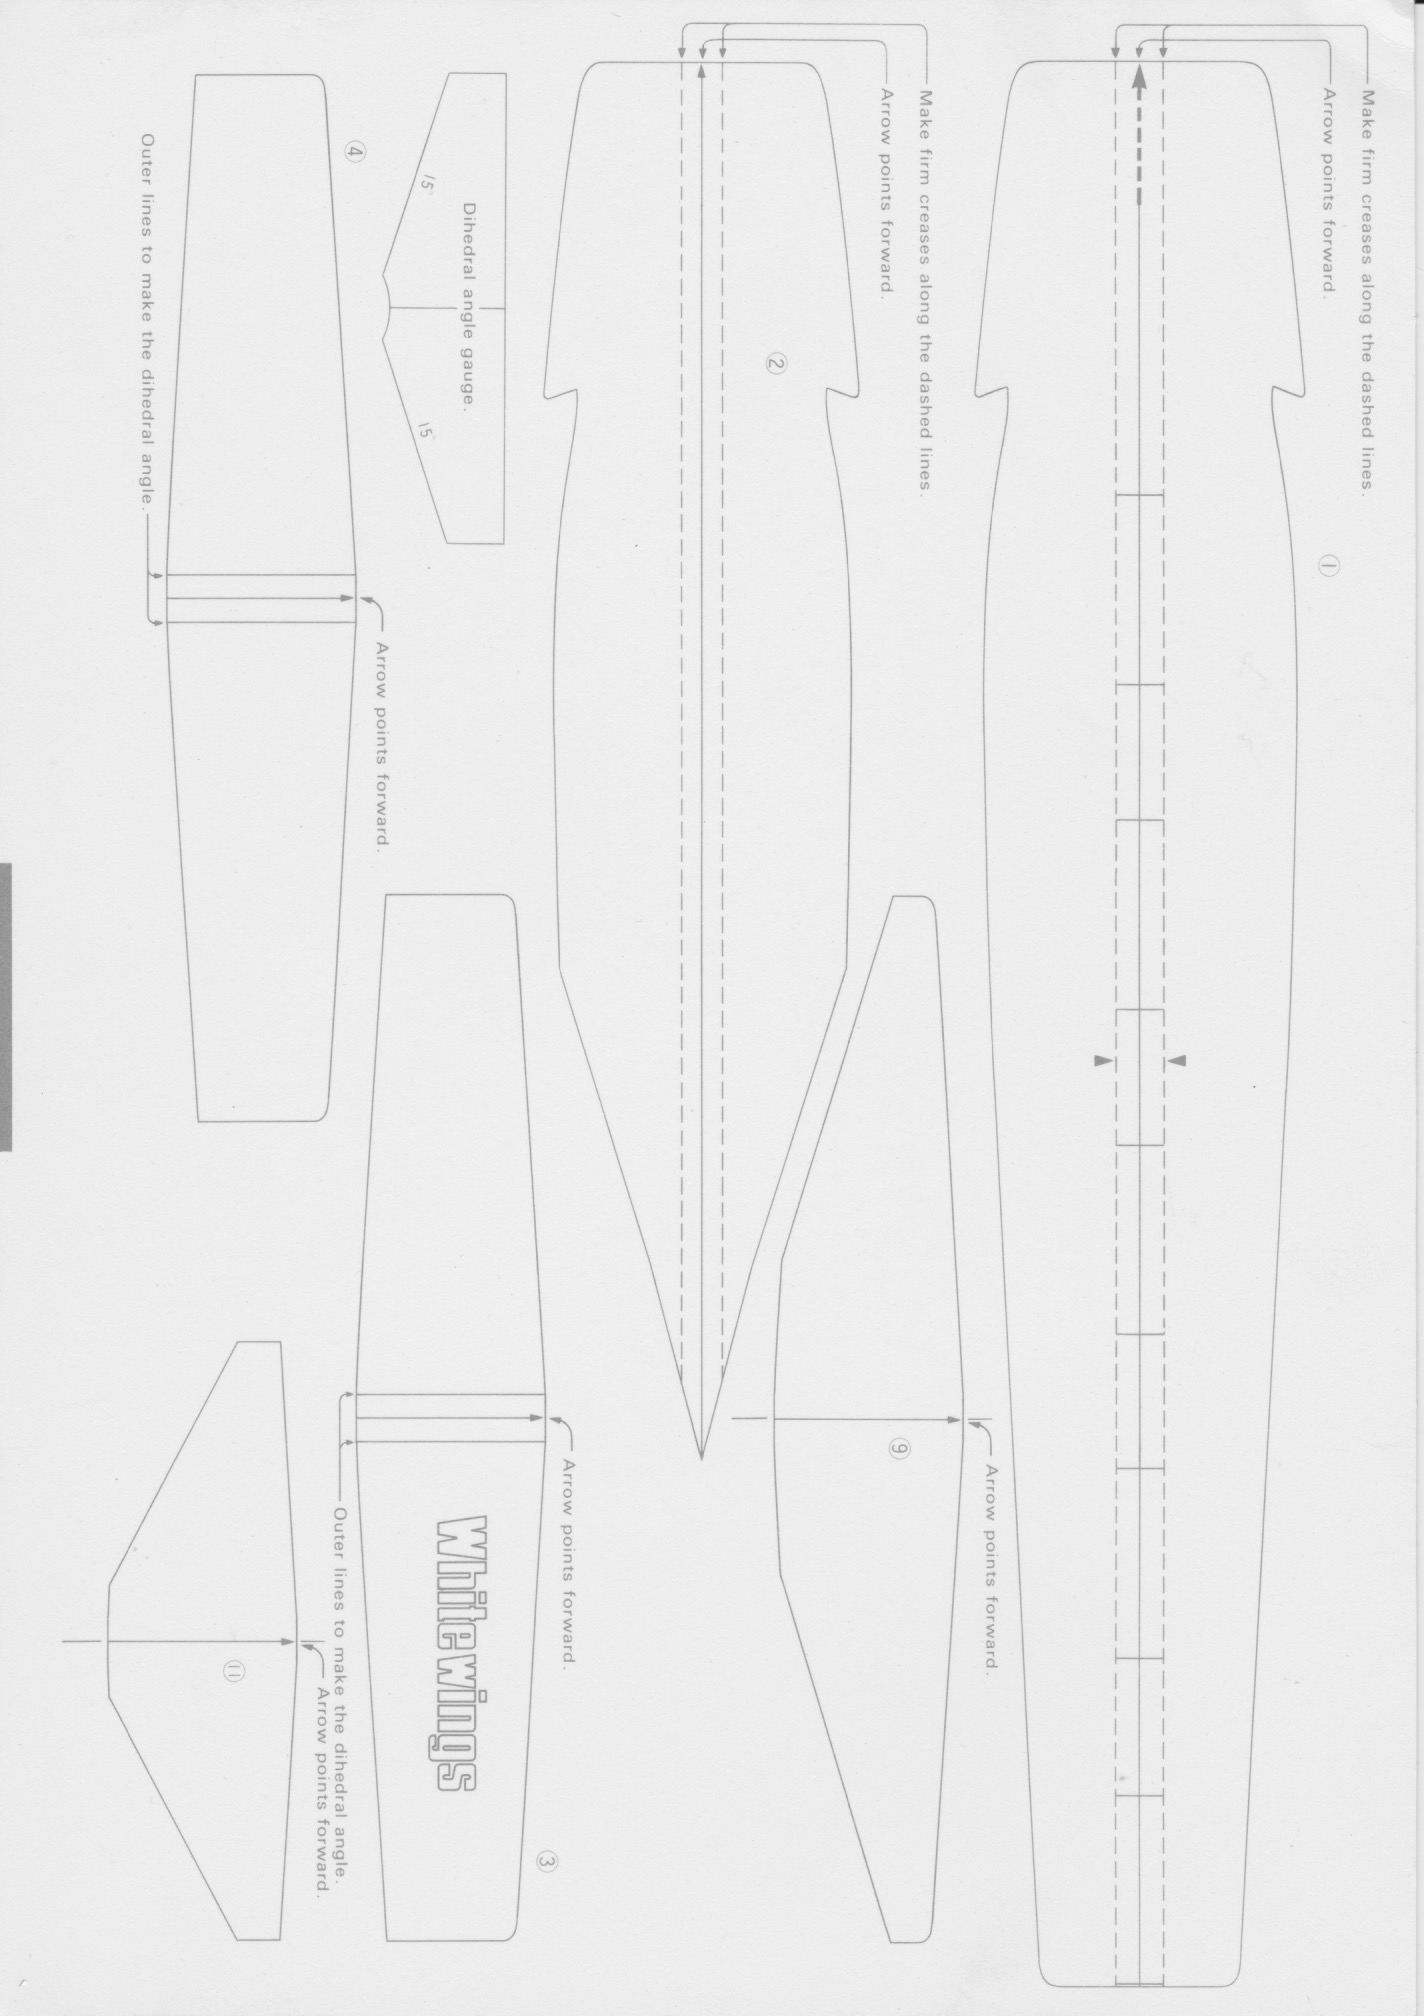 Make firm creases along the dashed lines.
Arrow points forward.
①
Make firm creases along the dashed lines.
Arrow points forward.
②
Dihedral angle gauge.
15°
15°
④
Outer lines to make the dihedral angle.
Arrow points forward.
Arrow points forward.
⑨
Arrow points forward.
Whitewings
③
Outer lines to make the dihedral angle.
Arrow points forward.
⑪